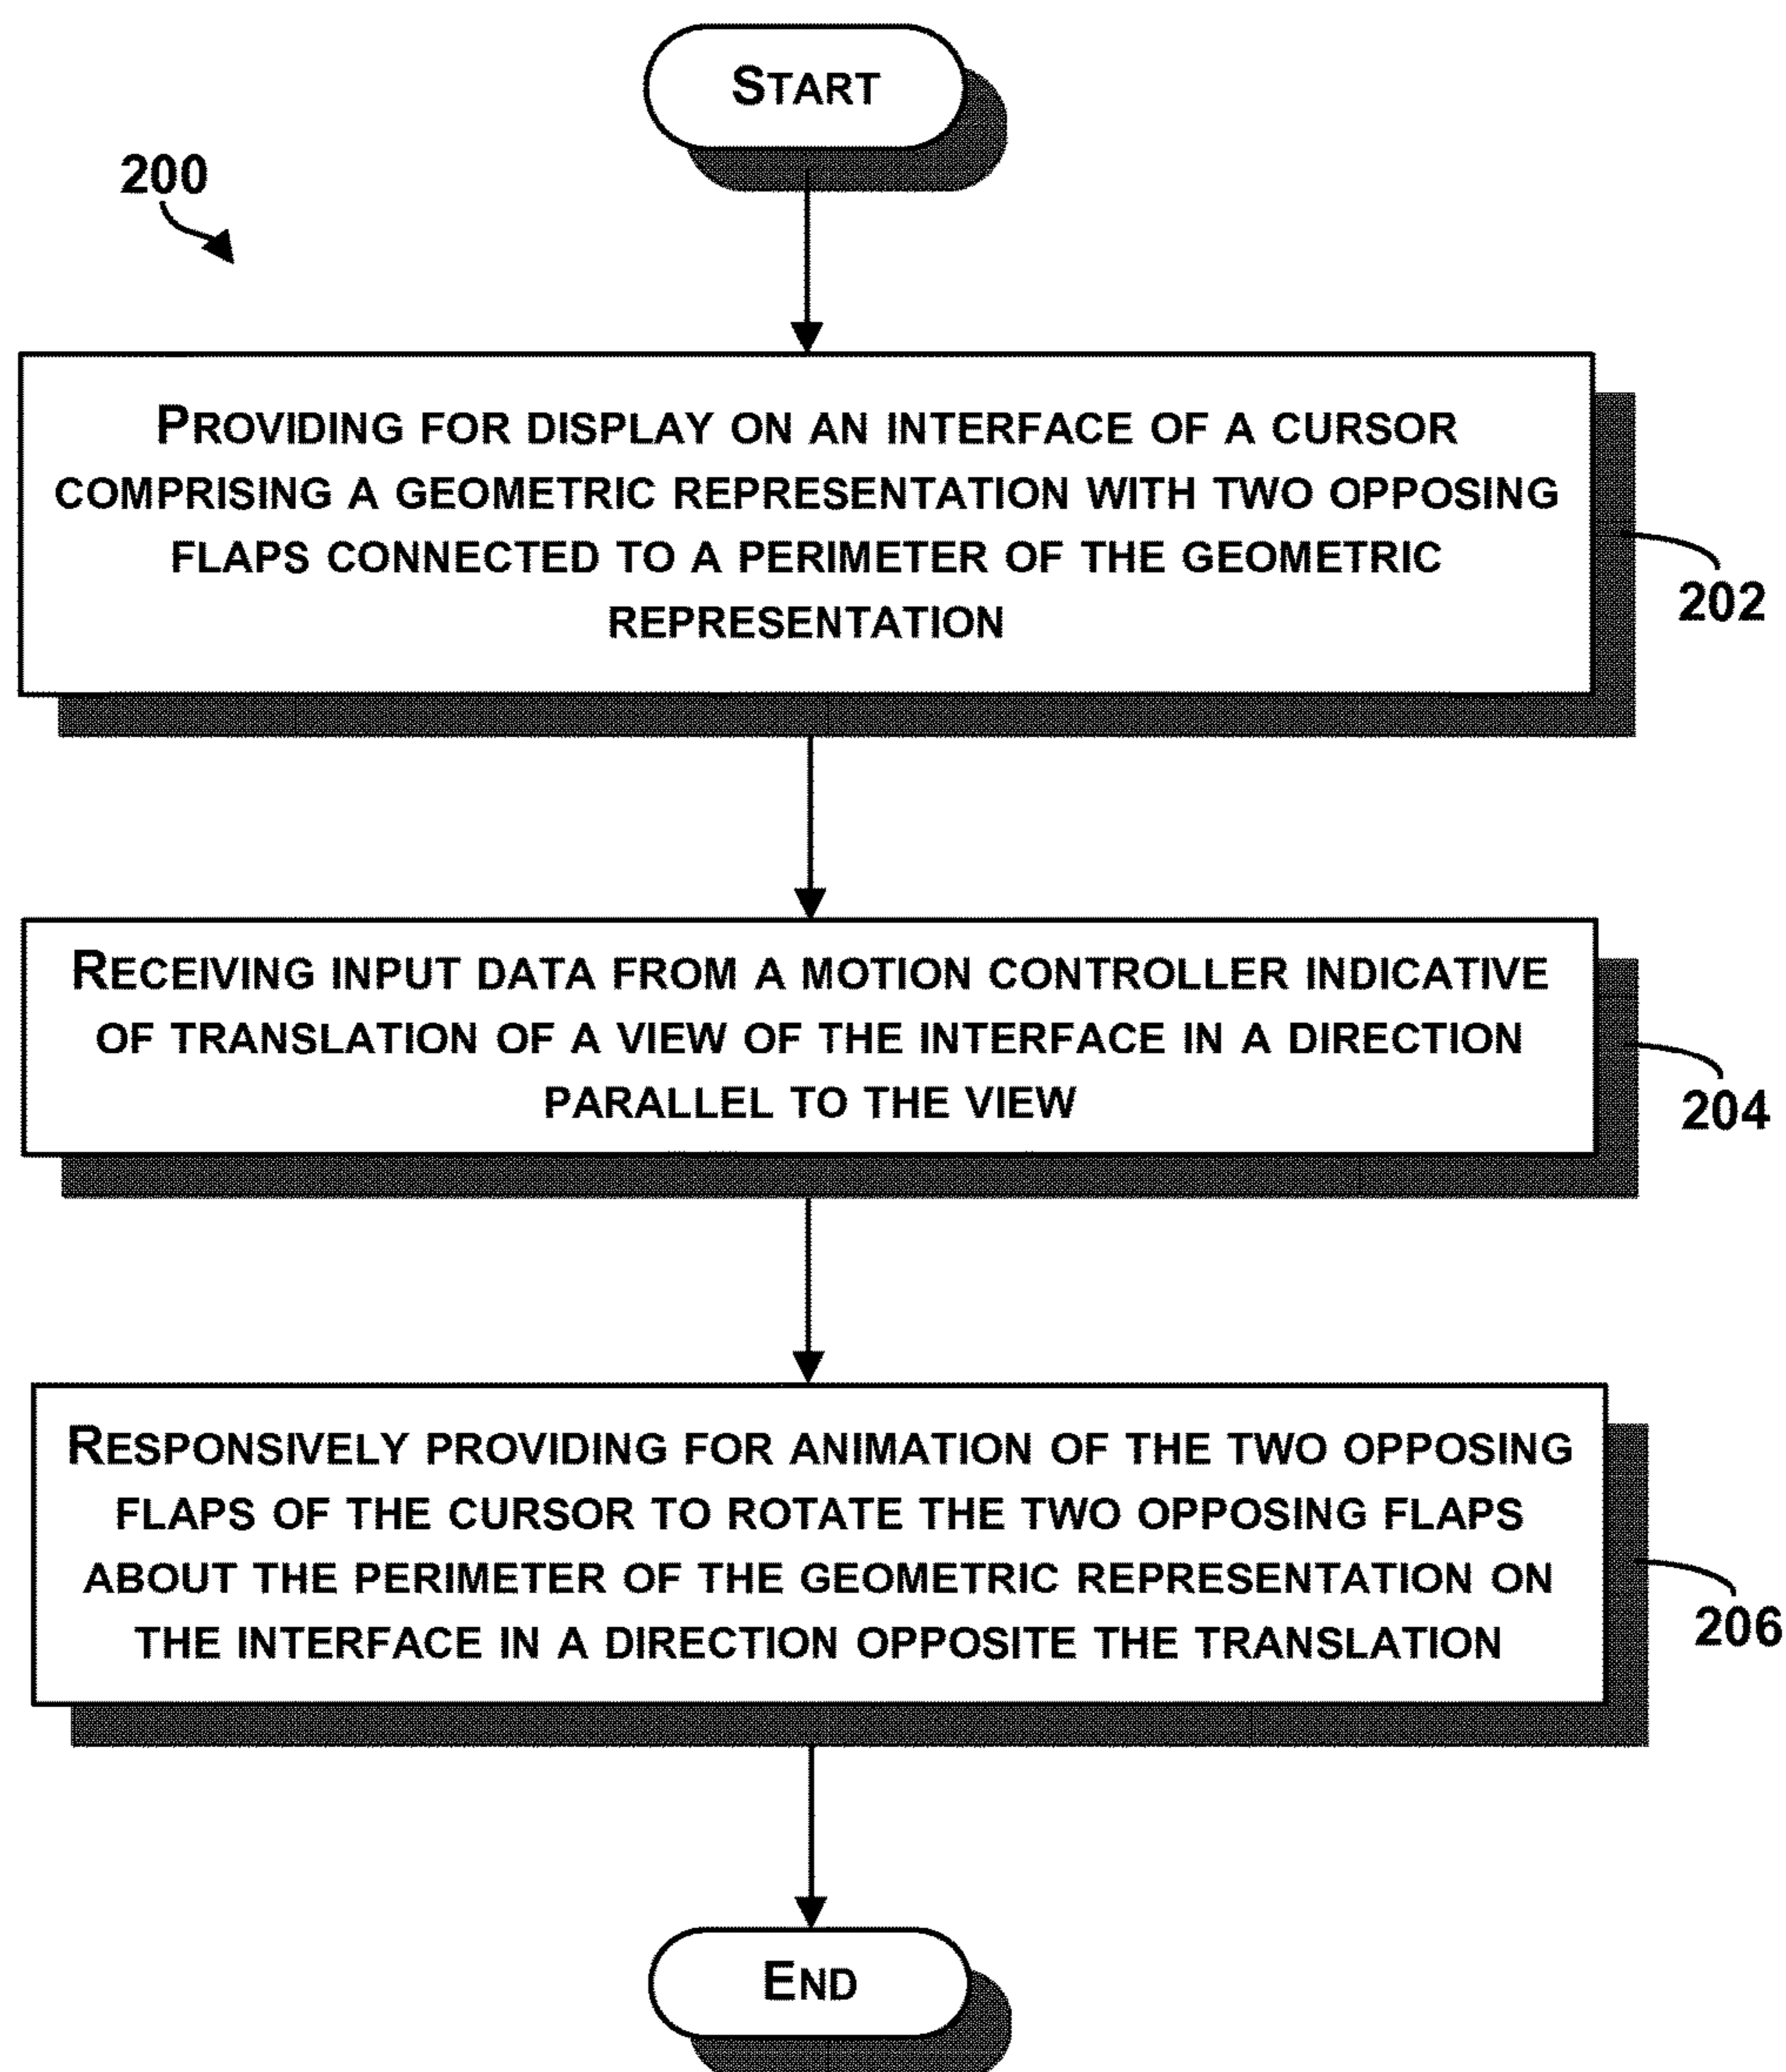 START
200
PROVIDING FOR DISPLAY ON AN INTERFACE OF A CURSOR
COMPRISING A GEOMETRIC REPRESENTATION WITH TWO OPPOSING
FLAPS CONNECTED TO A PERIMETER OF THE GEOMETRIC
REPRESENTATION
202
RECEIVING INPUT DATA FROM A MOTION CONTROLLER INDICATIVE
OF TRANSLATION OF A VIEW OF THE INTERFACE IN A DIRECTION
PARALLEL TO THE VIEW
204
RESPONSIVELY PROVIDING FOR ANIMATION OF THE TWO OPPOSING
FLAPS OF THE CURSOR TO ROTATE THE TWO OPPOSING FLAPS
ABOUT THE PERIMETER OF THE GEOMETRIC REPRESENTATION ON
THE INTERFACE IN A DIRECTION OPPOSITE THE TRANSLATION
206
END